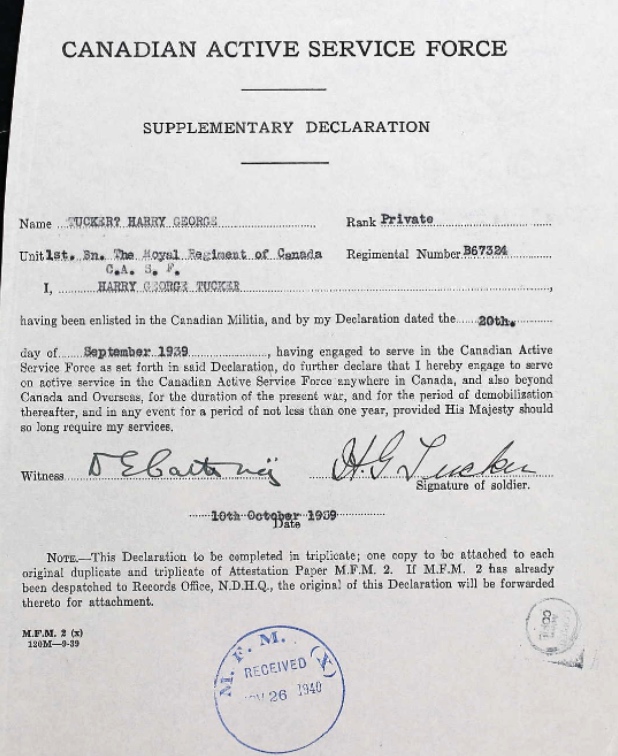 CANADIAN ACTIVE SERVICE FORCE
SUPPLEMENTARY DECLARATION
Name TUCKER? HARRY GEORGE Rank Private
Unit 1st. Bn. The Royal Regiment of Canada Regimental Number B67324
C.A. S. F.
I, HARRY GEORGE TUCKER,
having been enlisted in the Canadian Militia, and by my Declaration dated the 20th.
day of September 1939, having engaged to serve in the Canadian Active
Service Force as set forth in said Declaration, do further declare that I hereby engage to serve
on active service in the Canadian Active Service Force anywhere in Canada, and also beyond
Canada and Overseas, for the duration of the present war, and for the period of demobilization
thereafter, and in any event for a period of not less than one year, provided His Majesty should
so long require my services.
Witness H G Tucker
Signature of soldier.
10th October 1939
Date
NOTE.—This Declaration to be completed in triplicate; one copy to be attached to each
original duplicate and triplicate of Attestation Paper M.F.M. 2. If M.F.M. 2 has already
been despatched to Records Office, N.D.H.Q., the original of this Declaration will be forwarded
thereto for attachment.
M.F.M. 2 (x)
120M—9-39
M. F. M. (X)
RECEIVED
26 1940